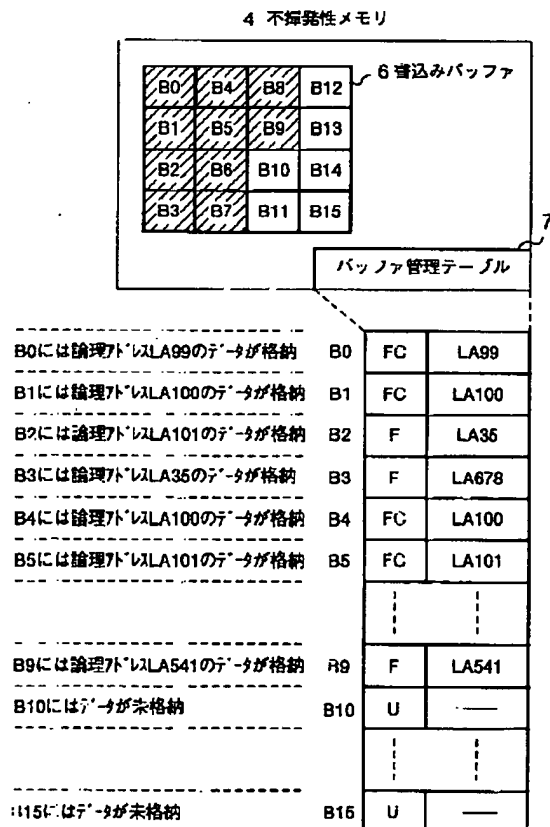 4 不揮発性メモリ
6 書込みバッファ
B0 B4 B8 B12
B1 B5 B9 B13
B2 B6 B10 B14
B3 B7 B11 B15
7
バッファ管理テーブル
B0には論理アドレスLA99のデータが格納 B0 FC LA99
B1には論理アドレスLA100のデータが格納 B1 FC LA100
B2には論理アドレスLA101のデータが格納 B2 F LA35
B3には論理アドレスLA35のデータが格納 B3 F LA678
B4には論理アドレスLA100のデータが格納 B4 FC LA100
B5には論理アドレスLA101のデータが格納 B5 FC LA101
B9には論理アドレスLA541のデータが格納 B9 F LA541
B10にはデータが未格納 B10 U —
B15にはデータが未格納 B15 U —